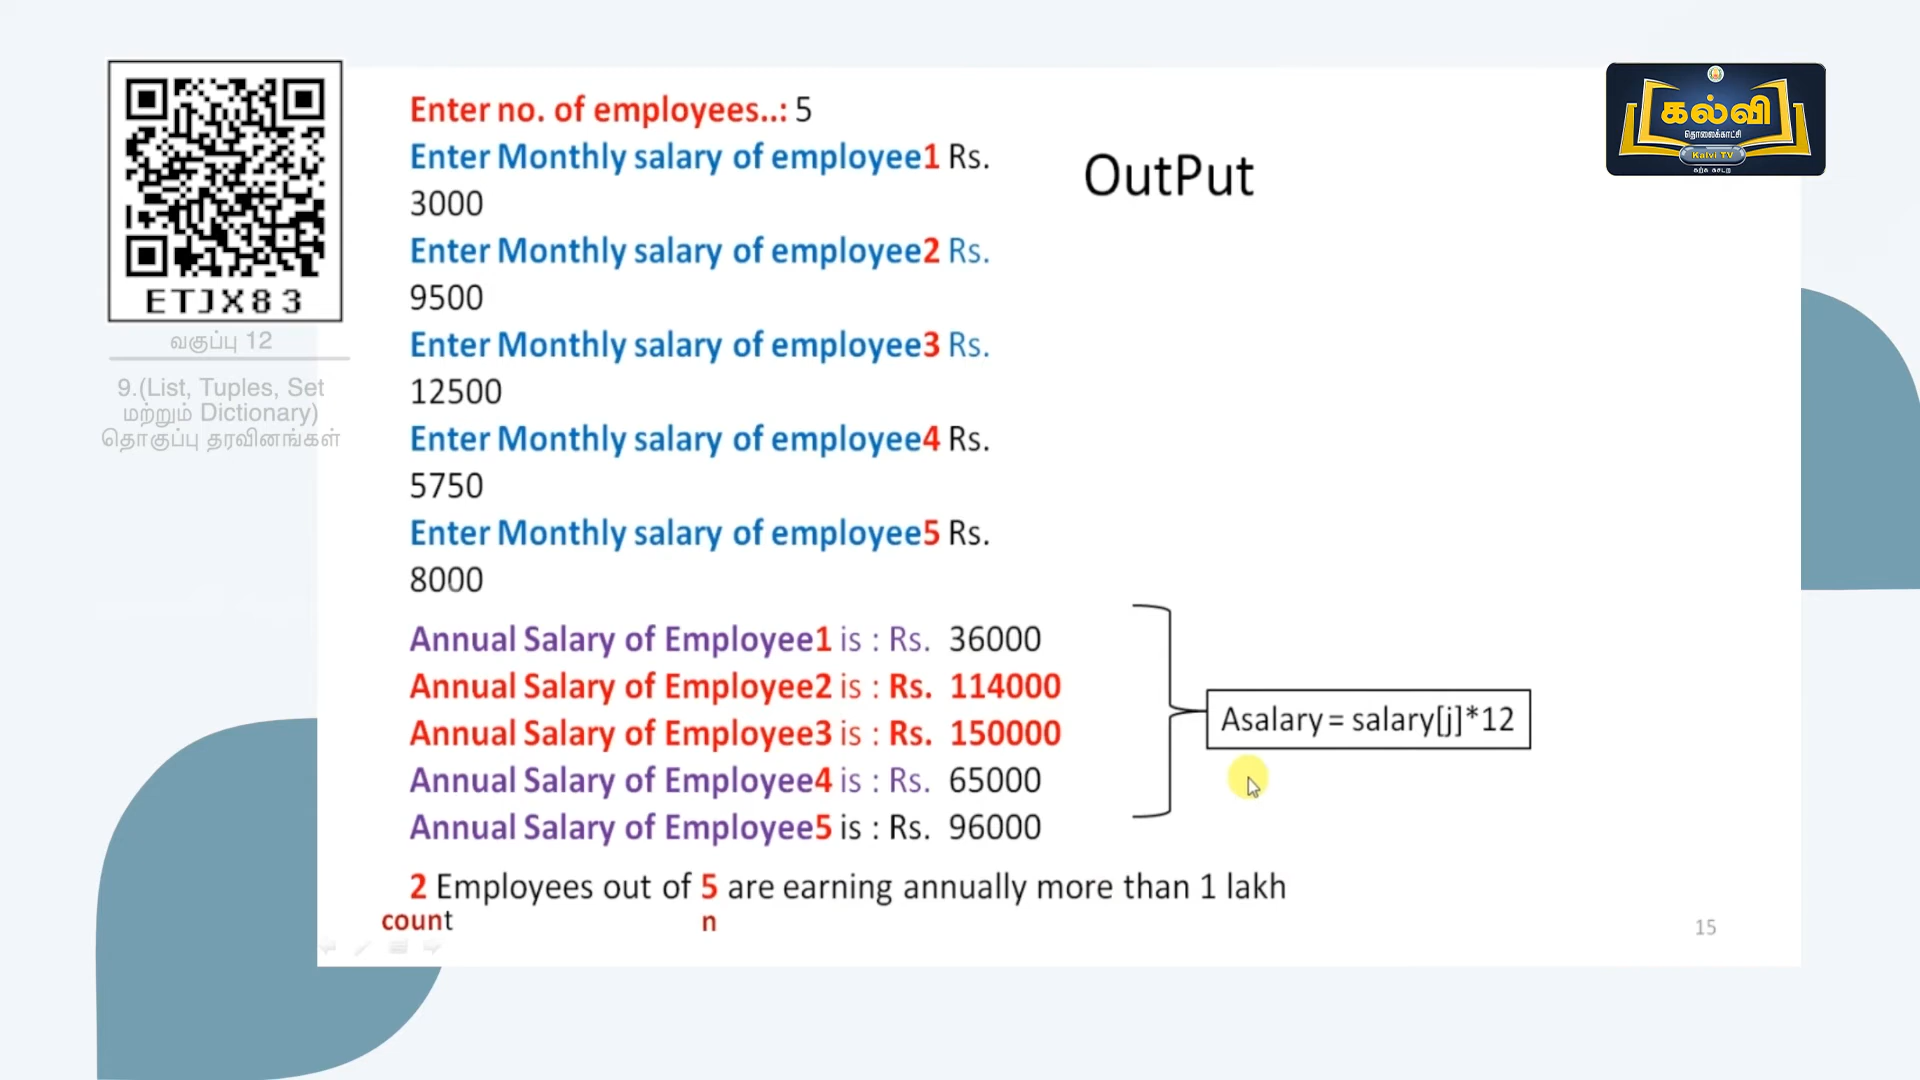 Enter no. of employees..: 5
Enter Monthly salary of employee1 Rs.
3000
Enter Monthly salary of employee2 Rs.
9500
Enter Monthly salary of employee3 Rs.
12500
Enter Monthly salary of employee4 Rs.
5750
Enter Monthly salary of employee5 Rs.
8000
Annual Salary of Employee1 is : Rs. 36000
Annual Salary of Employee2 is : Rs. 114000
Annual Salary of Employee3 is : Rs. 150000
Annual Salary of Employee4 is : Rs. 65000
Annual Salary of Employee5 is : Rs. 96000
2 Employees out of 5 are earning annually more than 1 lakh
count n
OutPut
Asalary = salary[j]*12
15
ETJX83
வகுப்பு 12
9.(List, Tuples, Set
மற்றும் Dictionary)
தொகுப்பு தரவினங்கள்
கல்வி
தொலைக்காட்சி
Kalvi TV
கற்க கசடற